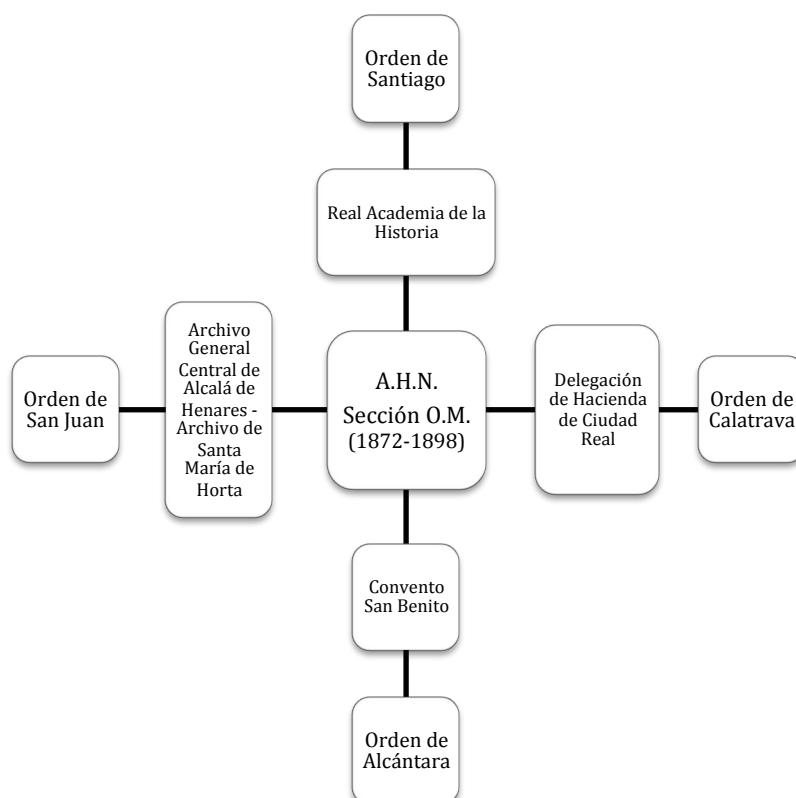 Orden de
Santiago
Real Academia de la
Historia
Archivo
General
Central de
Alcalá de
Henares -
Archivo de
Santa
María de
Horta
Orden de
San Juan
A.H.N.
Sección O.M.
(1872-1898)
Delegación
de Hacienda
de Ciudad
Real
Orden de
Calatrava
Convento
San Benito
Orden de
Alcántara